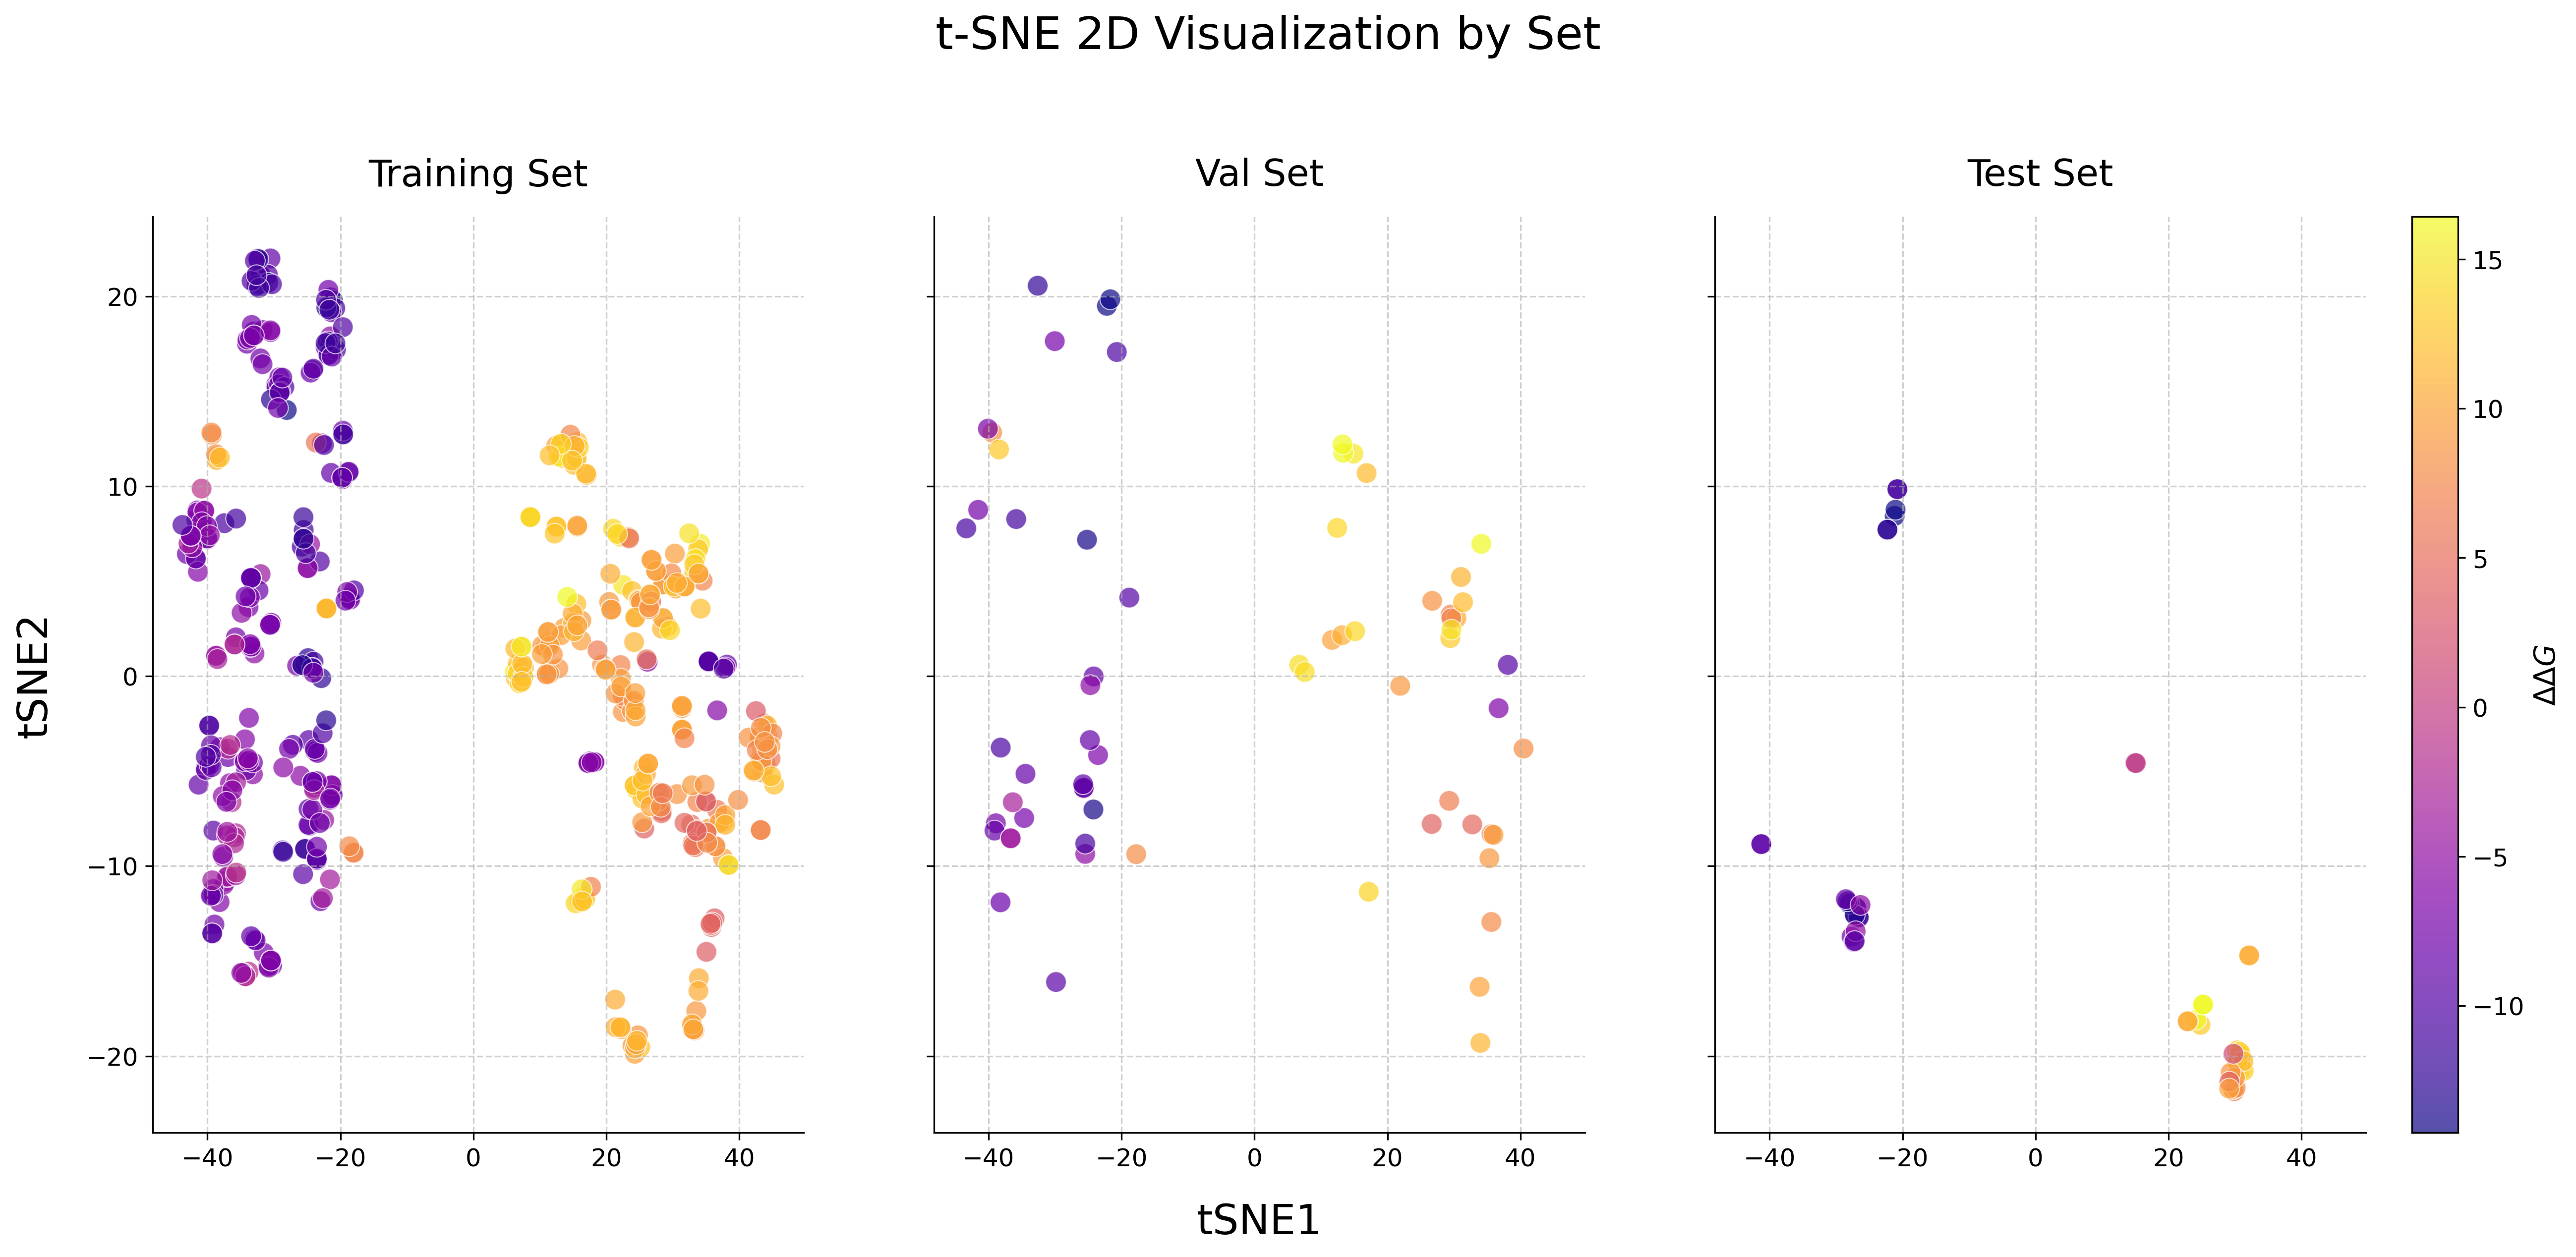 t-SNE 2D Visualization by Set
Training Set
Val Set
Test Set
tSNE2
20
10
0
−10
−20
−40 −20 0 20 40
−40 −20 0 20 40
−40 −20 0 20 40
tSNE1
15
10
5
0
−5
−10
ΔΔG